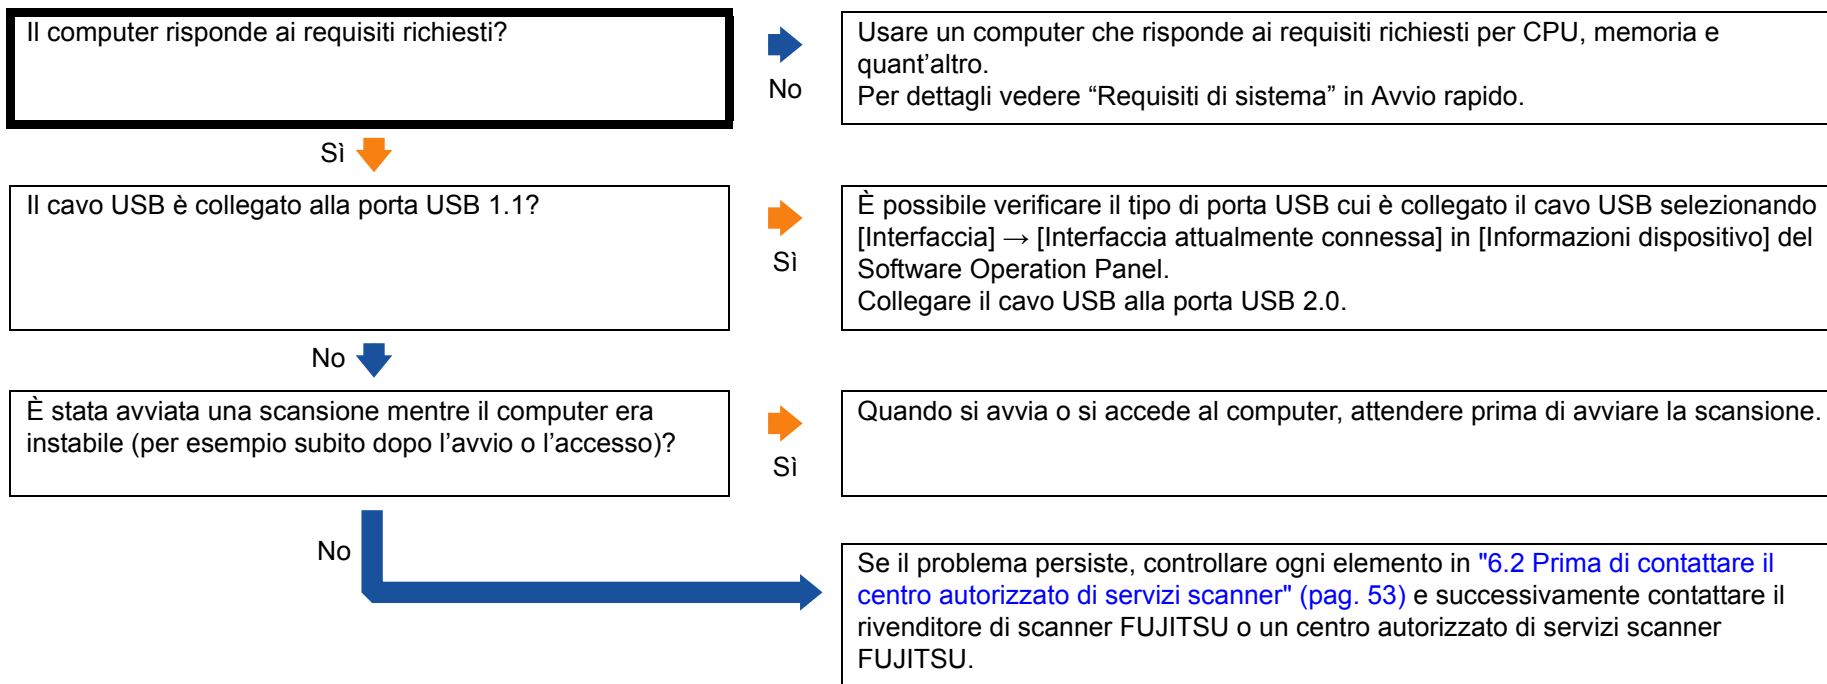 Il computer risponde ai requisiti richiesti?
No
Usare un computer che risponde ai requisiti richiesti per CPU, memoria e
quant’altro.
Per dettagli vedere “Requisiti di sistema” in Avvio rapido.
Sì
Il cavo USB è collegato alla porta USB 1.1?
Sì
È possibile verificare il tipo di porta USB cui è collegato il cavo USB selezionando
[Interfaccia] → [Interfaccia attualmente connessa] in [Informazioni dispositivo] del
Software Operation Panel.
Collegare il cavo USB alla porta USB 2.0.
No
È stata avviata una scansione mentre il computer era
instabile (per esempio subito dopo l’avvio o l’accesso)?
Sì
Quando si avvia o si accede al computer, attendere prima di avviare la scansione.
No
Se il problema persiste, controllare ogni elemento in "6.2 Prima di contattare il
centro autorizzato di servizi scanner" (pag. 53) e successivamente contattare il
rivenditore di scanner FUJITSU o un centro autorizzato di servizi scanner
FUJITSU.